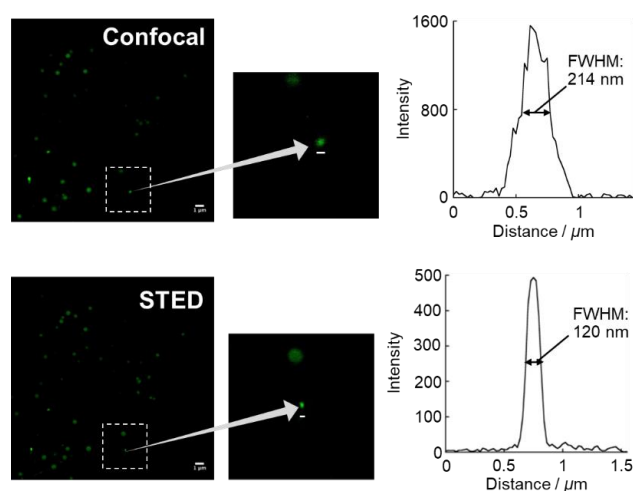 Confocal
1 µm
Intensity
1600
800
0
FWHM:
214 nm
0 0.5 1
Distance / µm
STED
1 µm
Intensity
500
400
300
200
100
0
FWHM:
120 nm
0 0.5 1 1.5
Distance / µm